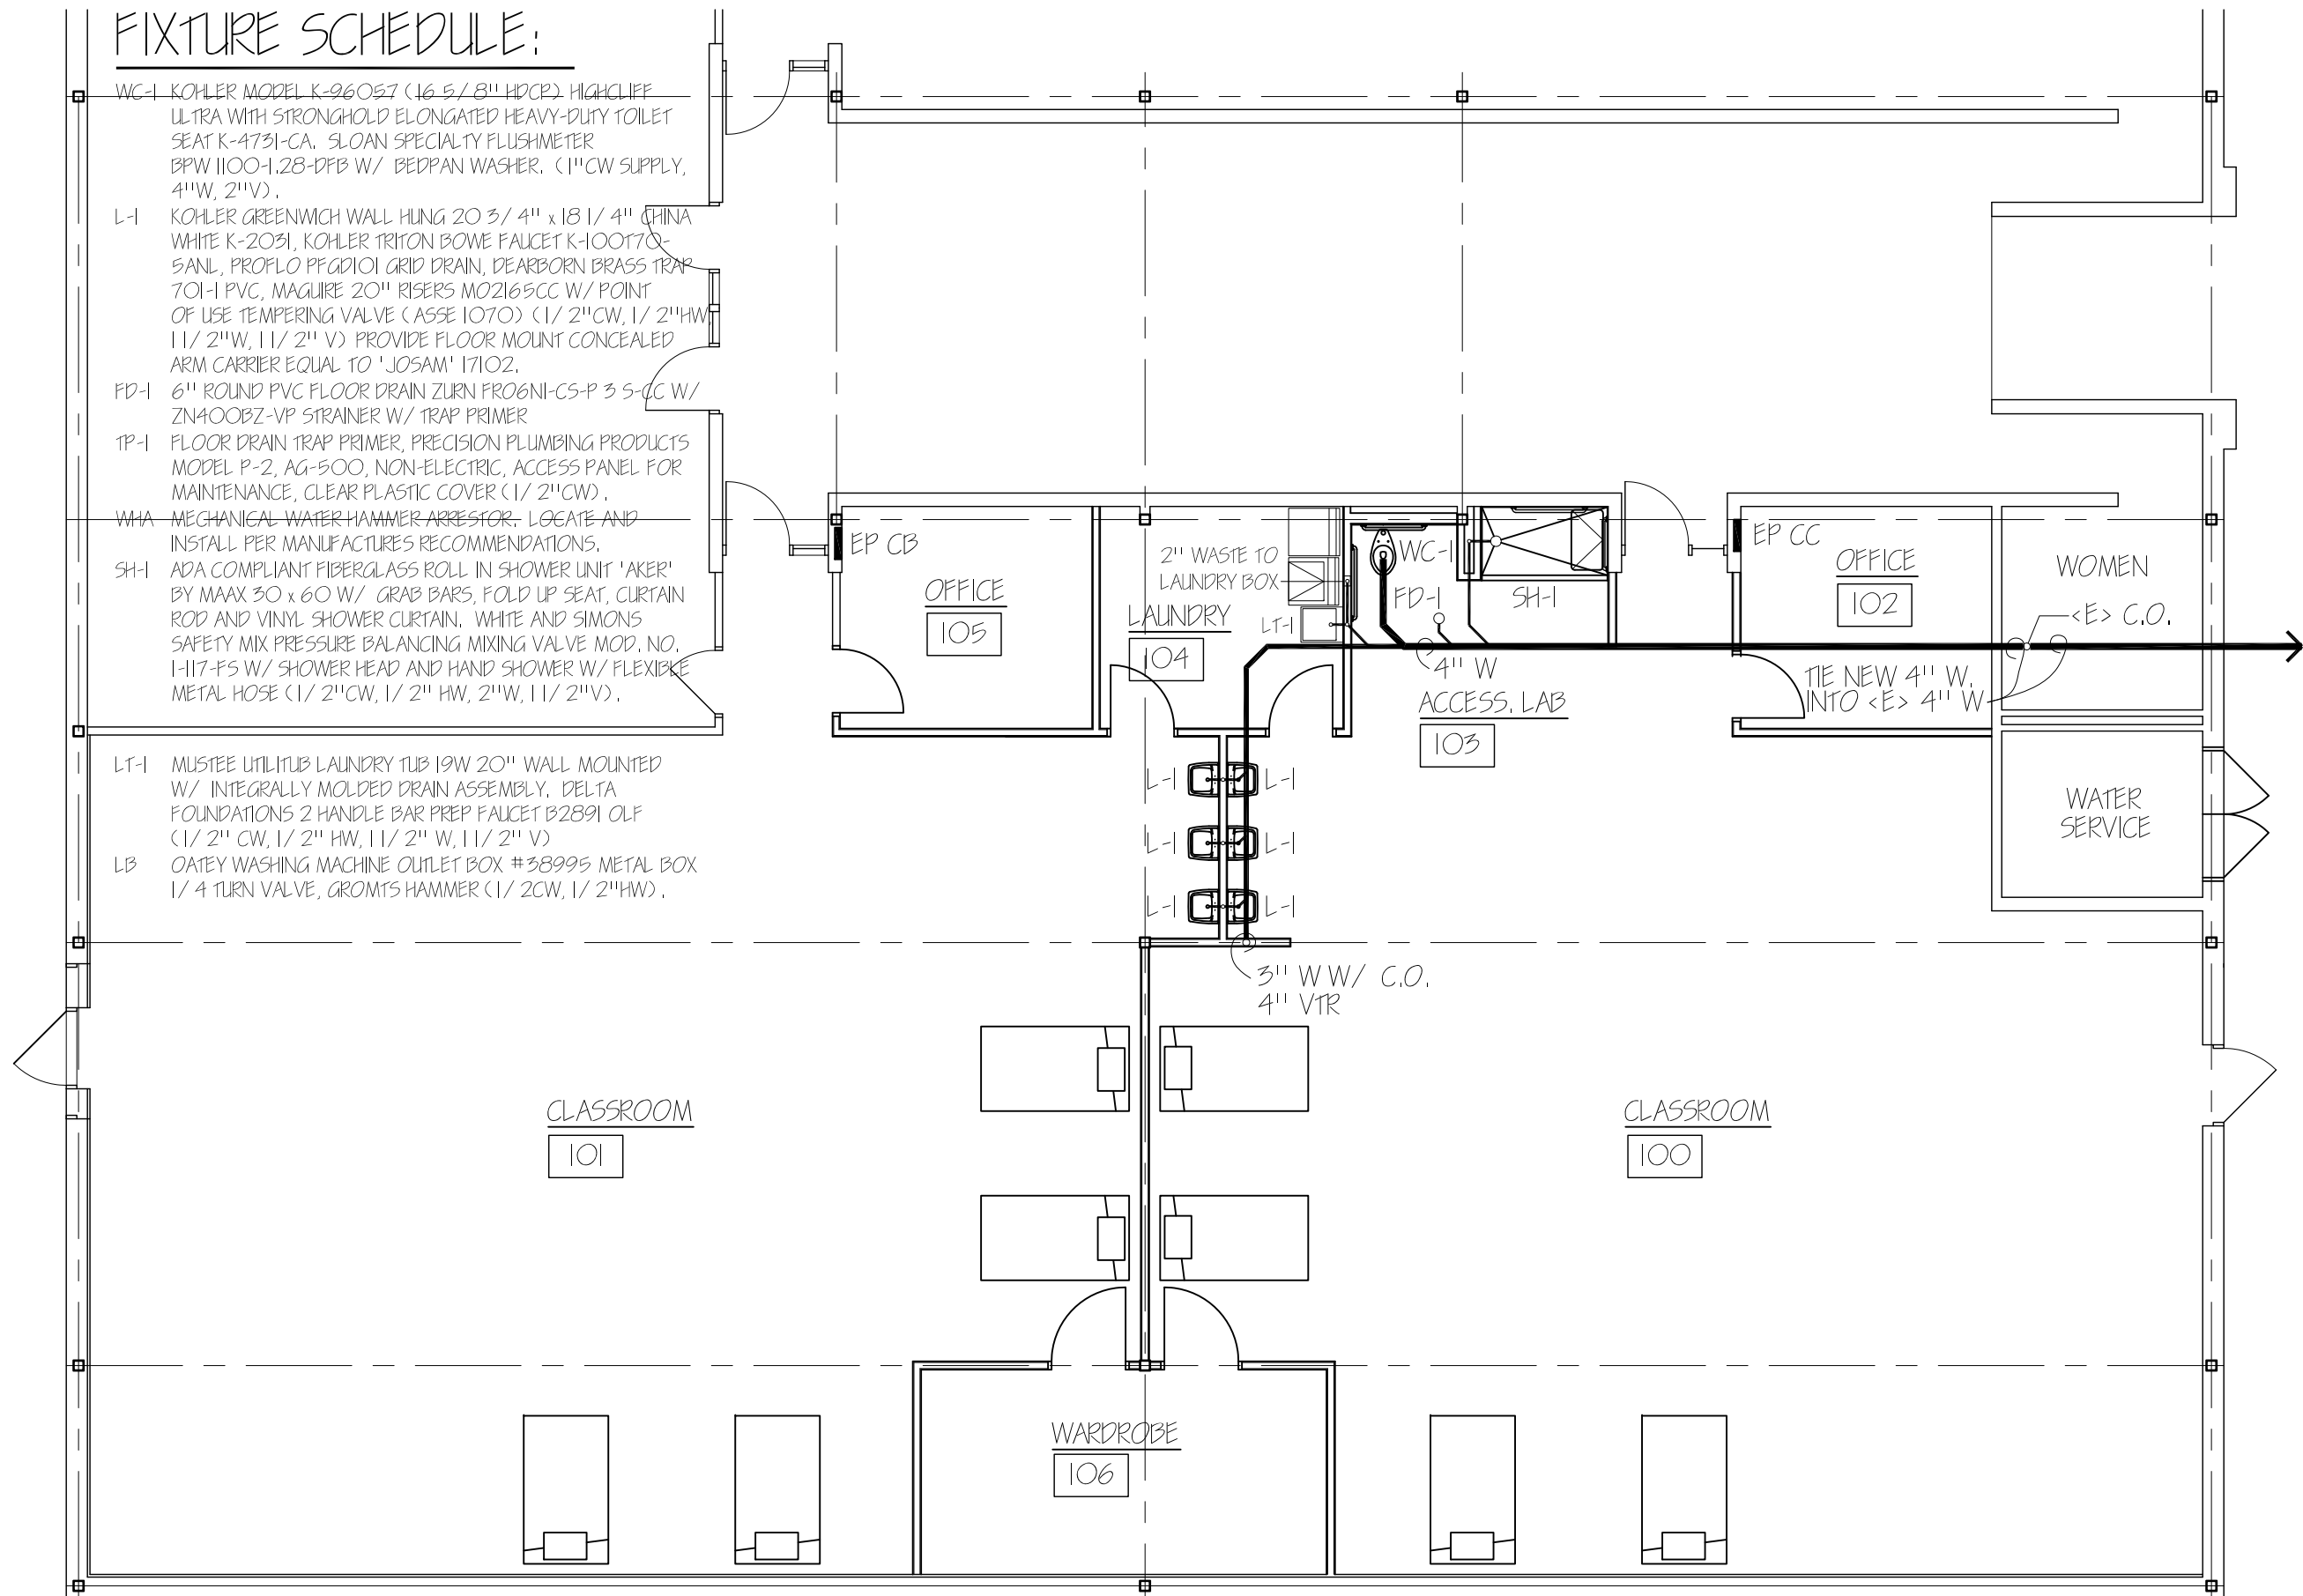 FIXTURE SCHEDULE:
WC-1 KOHLER MODEL K-96057 (16 5/8" HDCP) HIGHCLIFF
ULTRA WITH STRONGHOLD ELONGATED HEAVY-DUTY TOILET
SEAT K-4731-CA. SLOAN SPECIALTY FLUSHMETER
BPW 1100-1.28-DFB W/ BEDPAN WASHER. (1"CW SUPPLY,
4"W, 2"V).
L-1 KOHLER GREENWICH WALL HUNG 20 3/4" x 18 1/4" CHINA
WHITE K-2031, KOHLER TRITON BOWE FAUCET K-100T70-
5ANL, PROFLO PFGD101 GRID DRAIN, DEARBORN BRASS TRAP
701-1 PVC, MAGUIRE 20" RISERS M02165CC W/ POINT
OF USE TEMPERING VALVE (ASSE 1070) (1/2"CW, 1/2"HW,
1 1/2"W, 1 1/2" V) PROVIDE FLOOR MOUNT CONCEALED
ARM CARRIER EQUAL TO 'JOSAM' 17102.
FD-1 6" ROUND PVC FLOOR DRAIN ZURN FR06N1-CS-P 3 S-CC W/
ZN400BZ-VP STRAINER W/ TRAP PRIMER
TP-1 FLOOR DRAIN TRAP PRIMER, PRECISION PLUMBING PRODUCTS
MODEL P-2, AG-500, NON-ELECTRIC, ACCESS PANEL FOR
MAINTENANCE, CLEAR PLASTIC COVER (1/2"CW).
WHA MECHANICAL WATER HAMMER ARRESTOR. LOCATE AND
INSTALL PER MANUFACTURES RECOMMENDATIONS.
SH-1 ADA COMPLIANT FIBERGLASS ROLL IN SHOWER UNIT 'AKER'
BY MAAX 30 x 60 W/ GRAB BARS, FOLD UP SEAT, CURTAIN
ROD AND VINYL SHOWER CURTAIN. WHITE AND SIMONS
SAFETY MIX PRESSURE BALANCING MIXING VALVE MOD. NO.
1-117-FS W/ SHOWER HEAD AND HAND SHOWER W/ FLEXIBLE
METAL HOSE (1/2"CW, 1/2" HW, 2"W, 1 1/2"V).
LT-1 MUSTEE UTILITUB LAUNDRY TUB 19W 20" WALL MOUNTED
W/ INTEGRALLY MOLDED DRAIN ASSEMBLY. DELTA
FOUNDATIONS 2 HANDLE BAR PREP FAUCET B2891 0LF
(1/2" CW, 1/2" HW, 1 1/2" W, 1 1/2" V)
LB OATEY WASHING MACHINE OUTLET BOX #38995 METAL BOX
1/4 TURN VALVE, GROMTS HAMMER (1/2CW, 1/2"HW).
EP CB
OFFICE
105
2" WASTE TO
LAUNDRY BOX
LAUNDRY
104
LT-1
WC-1
FD-1
SH-1
4" W
ACCESS. LAB
103
EP CC
OFFICE
102
WOMEN
<E> C.O.
TIE NEW 4" W.
INTO <E> 4" W
WATER
SERVICE
L-1
L-1
L-1
L-1
L-1
L-1
3" W W/ C.O.
4" VTR
CLASSROOM
101
CLASSROOM
100
WARDROBE
106